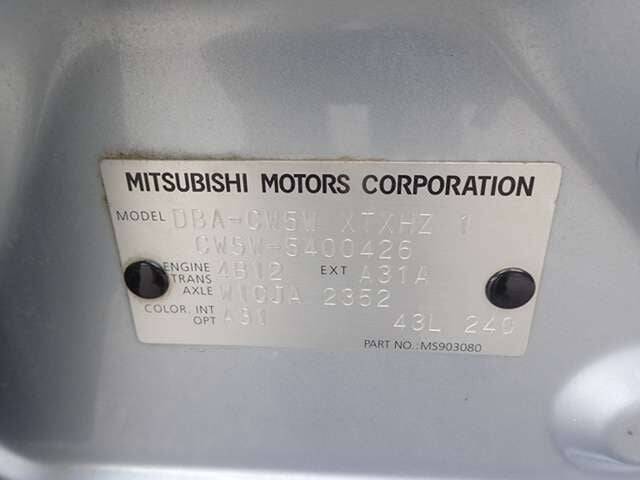 MITSUBISHI MOTORS CORPORATION
MODEL DBA-CW5W XTXHZ 1
CW5W-5400426
ENGINE 4B12 EXT A31A
TRANS AXLE W1CJA 2352
COLOR. INT
OPT 43L 240
PART NO.:MS903080